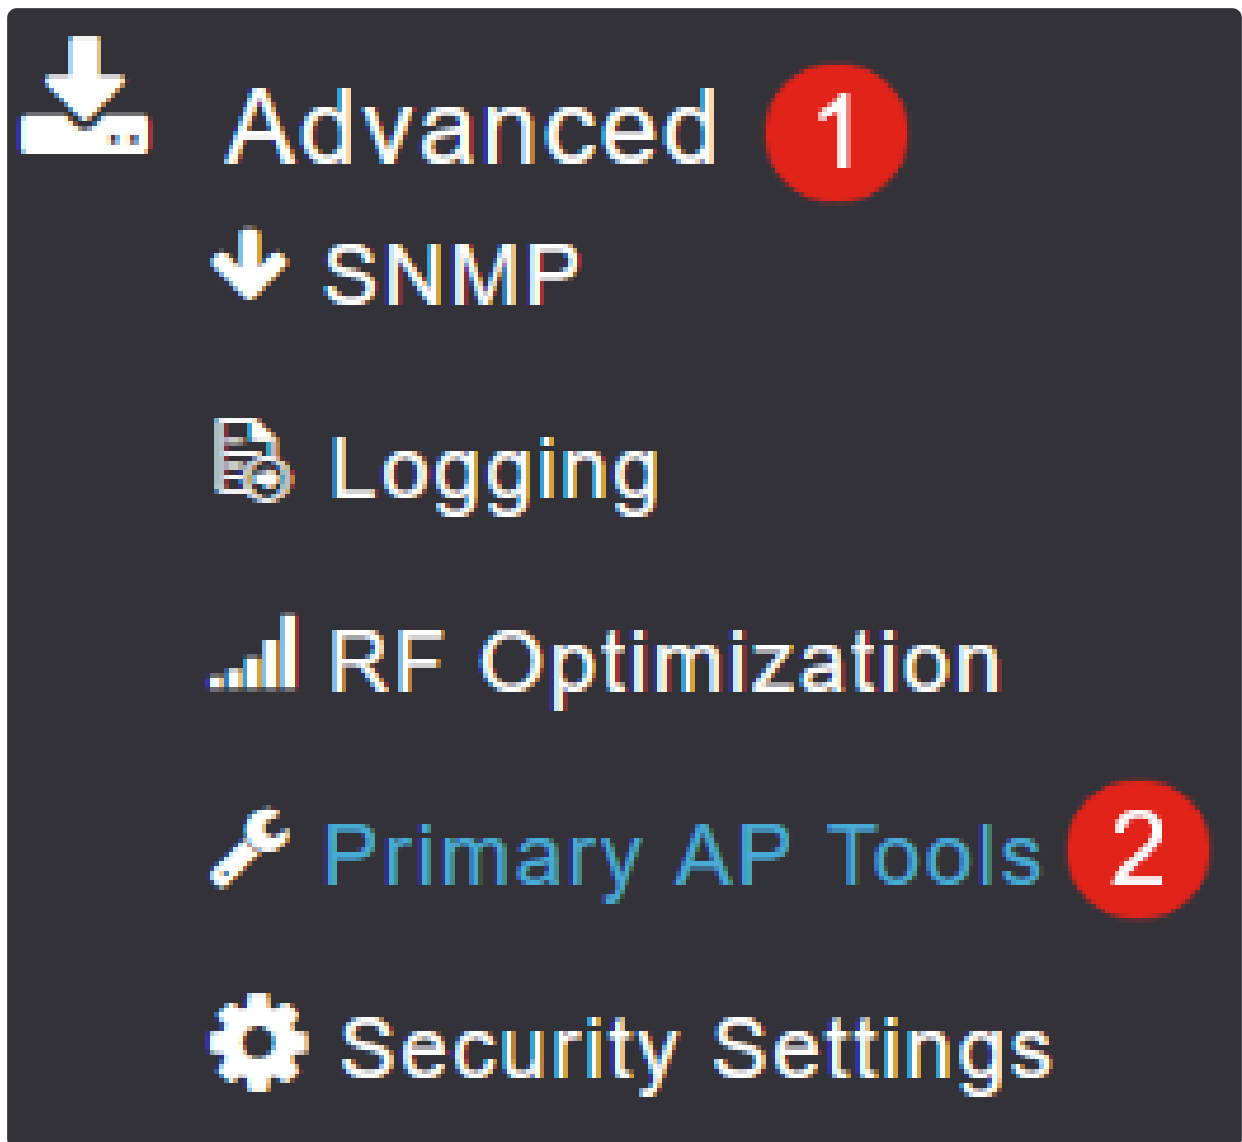 Advanced 1
SNMP
Logging
RF Optimization
Primary AP Tools 2
Security Settings